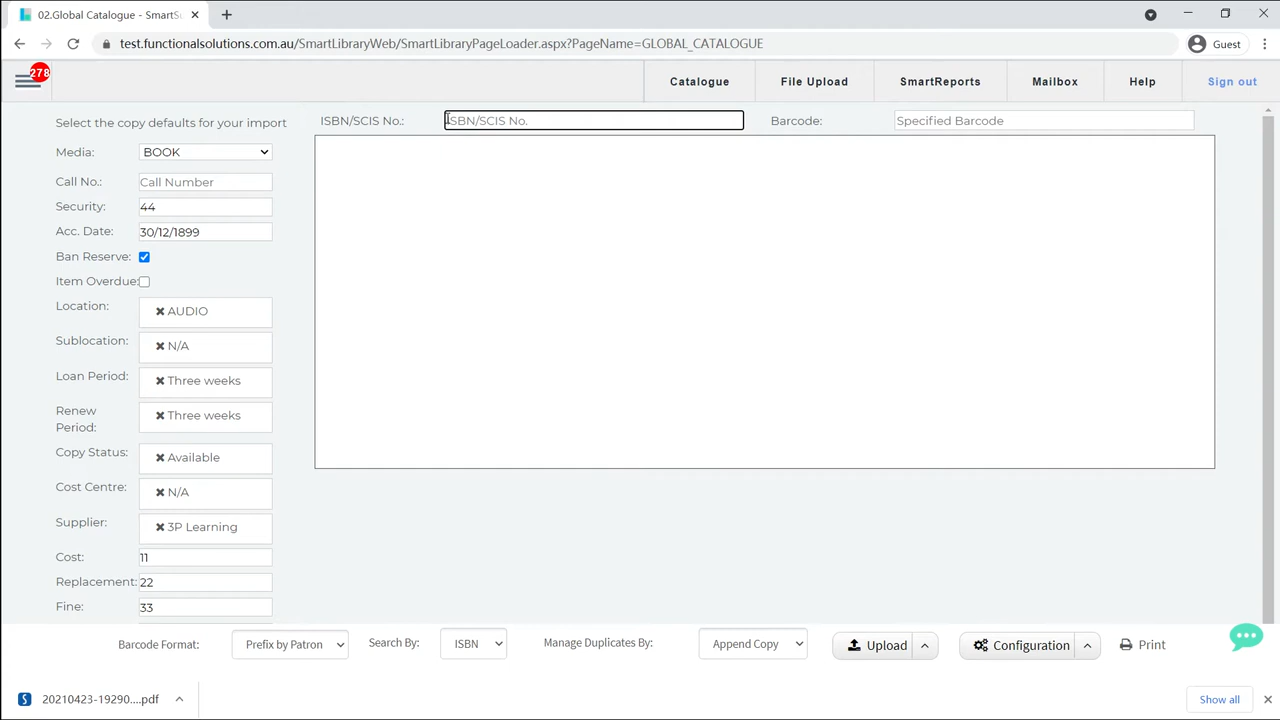 02.Global Catalogue - SmartSu
Guest
test.functionalsolutions.com.au/SmartLibraryWeb/SmartLibraryPageLoader.aspx?PageName=GLOBAL_CATALOGUE
278
Catalogue
File Upload
SmartReports
Mailbox
Help
Sign out
Select the copy defaults for your import
ISBN/SCIS No.:
ISBN/SCIS No.
Barcode:
Specified Barcode
Media:
BOOK
Call No.:
Call Number
Security:
44
Acc. Date:
30/12/1899
Ban Reserve:
Item Overdue:
Location:
AUDIO
Sublocation:
N/A
Loan Period:
Three weeks
Renew
Period:
Three weeks
Copy Status:
Available
Cost Centre:
N/A
Supplier:
3P Learning
Cost:
11
Replacement:
22
Fine:
33
Barcode Format:
Prefix by Patron
Search By:
ISBN
Manage Duplicates By:
Append Copy
Upload
Configuration
Print
20210423-19290....pdf
Show all